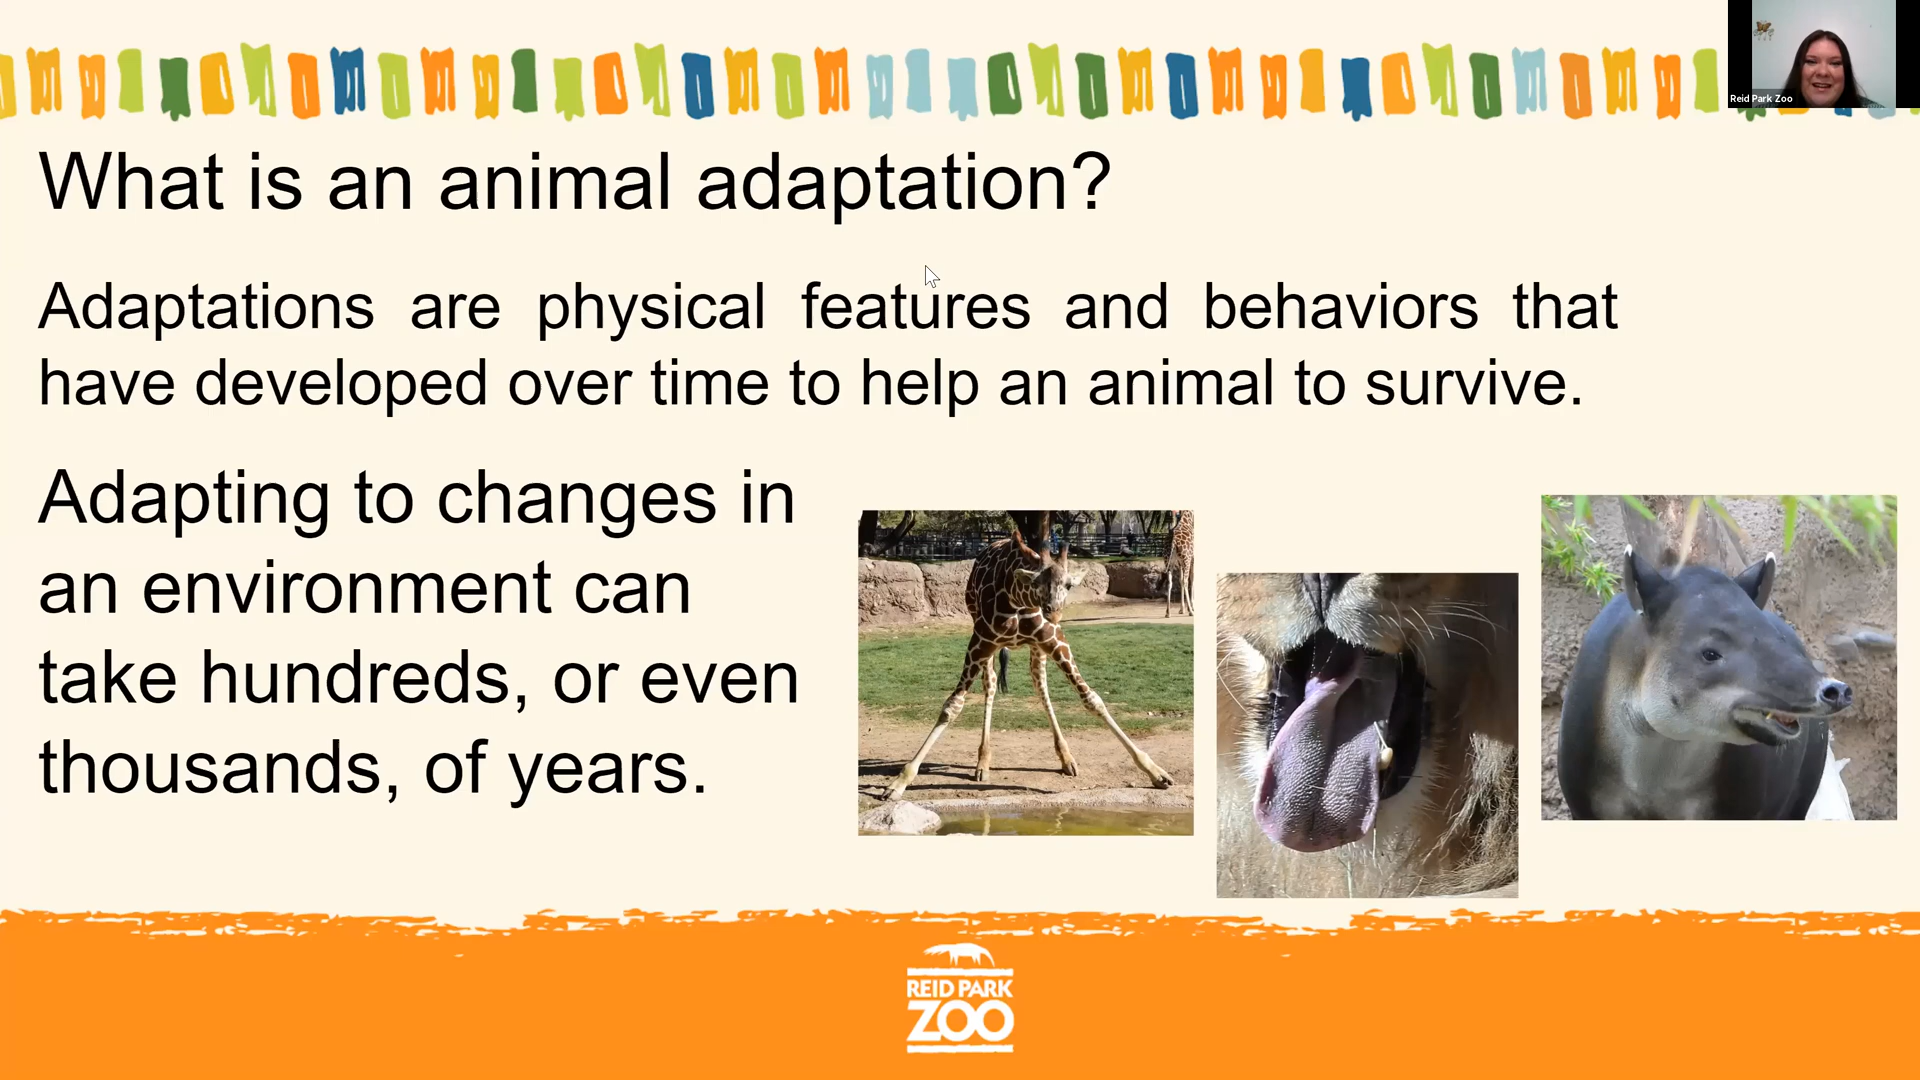 Reid Park Zoo
What is an animal adaptation?
Adaptations are physical features and behaviors that
have developed over time to help an animal to survive.
Adapting to changes in
an environment can
take hundreds, or even
thousands, of years.
REID PARK
ZOO